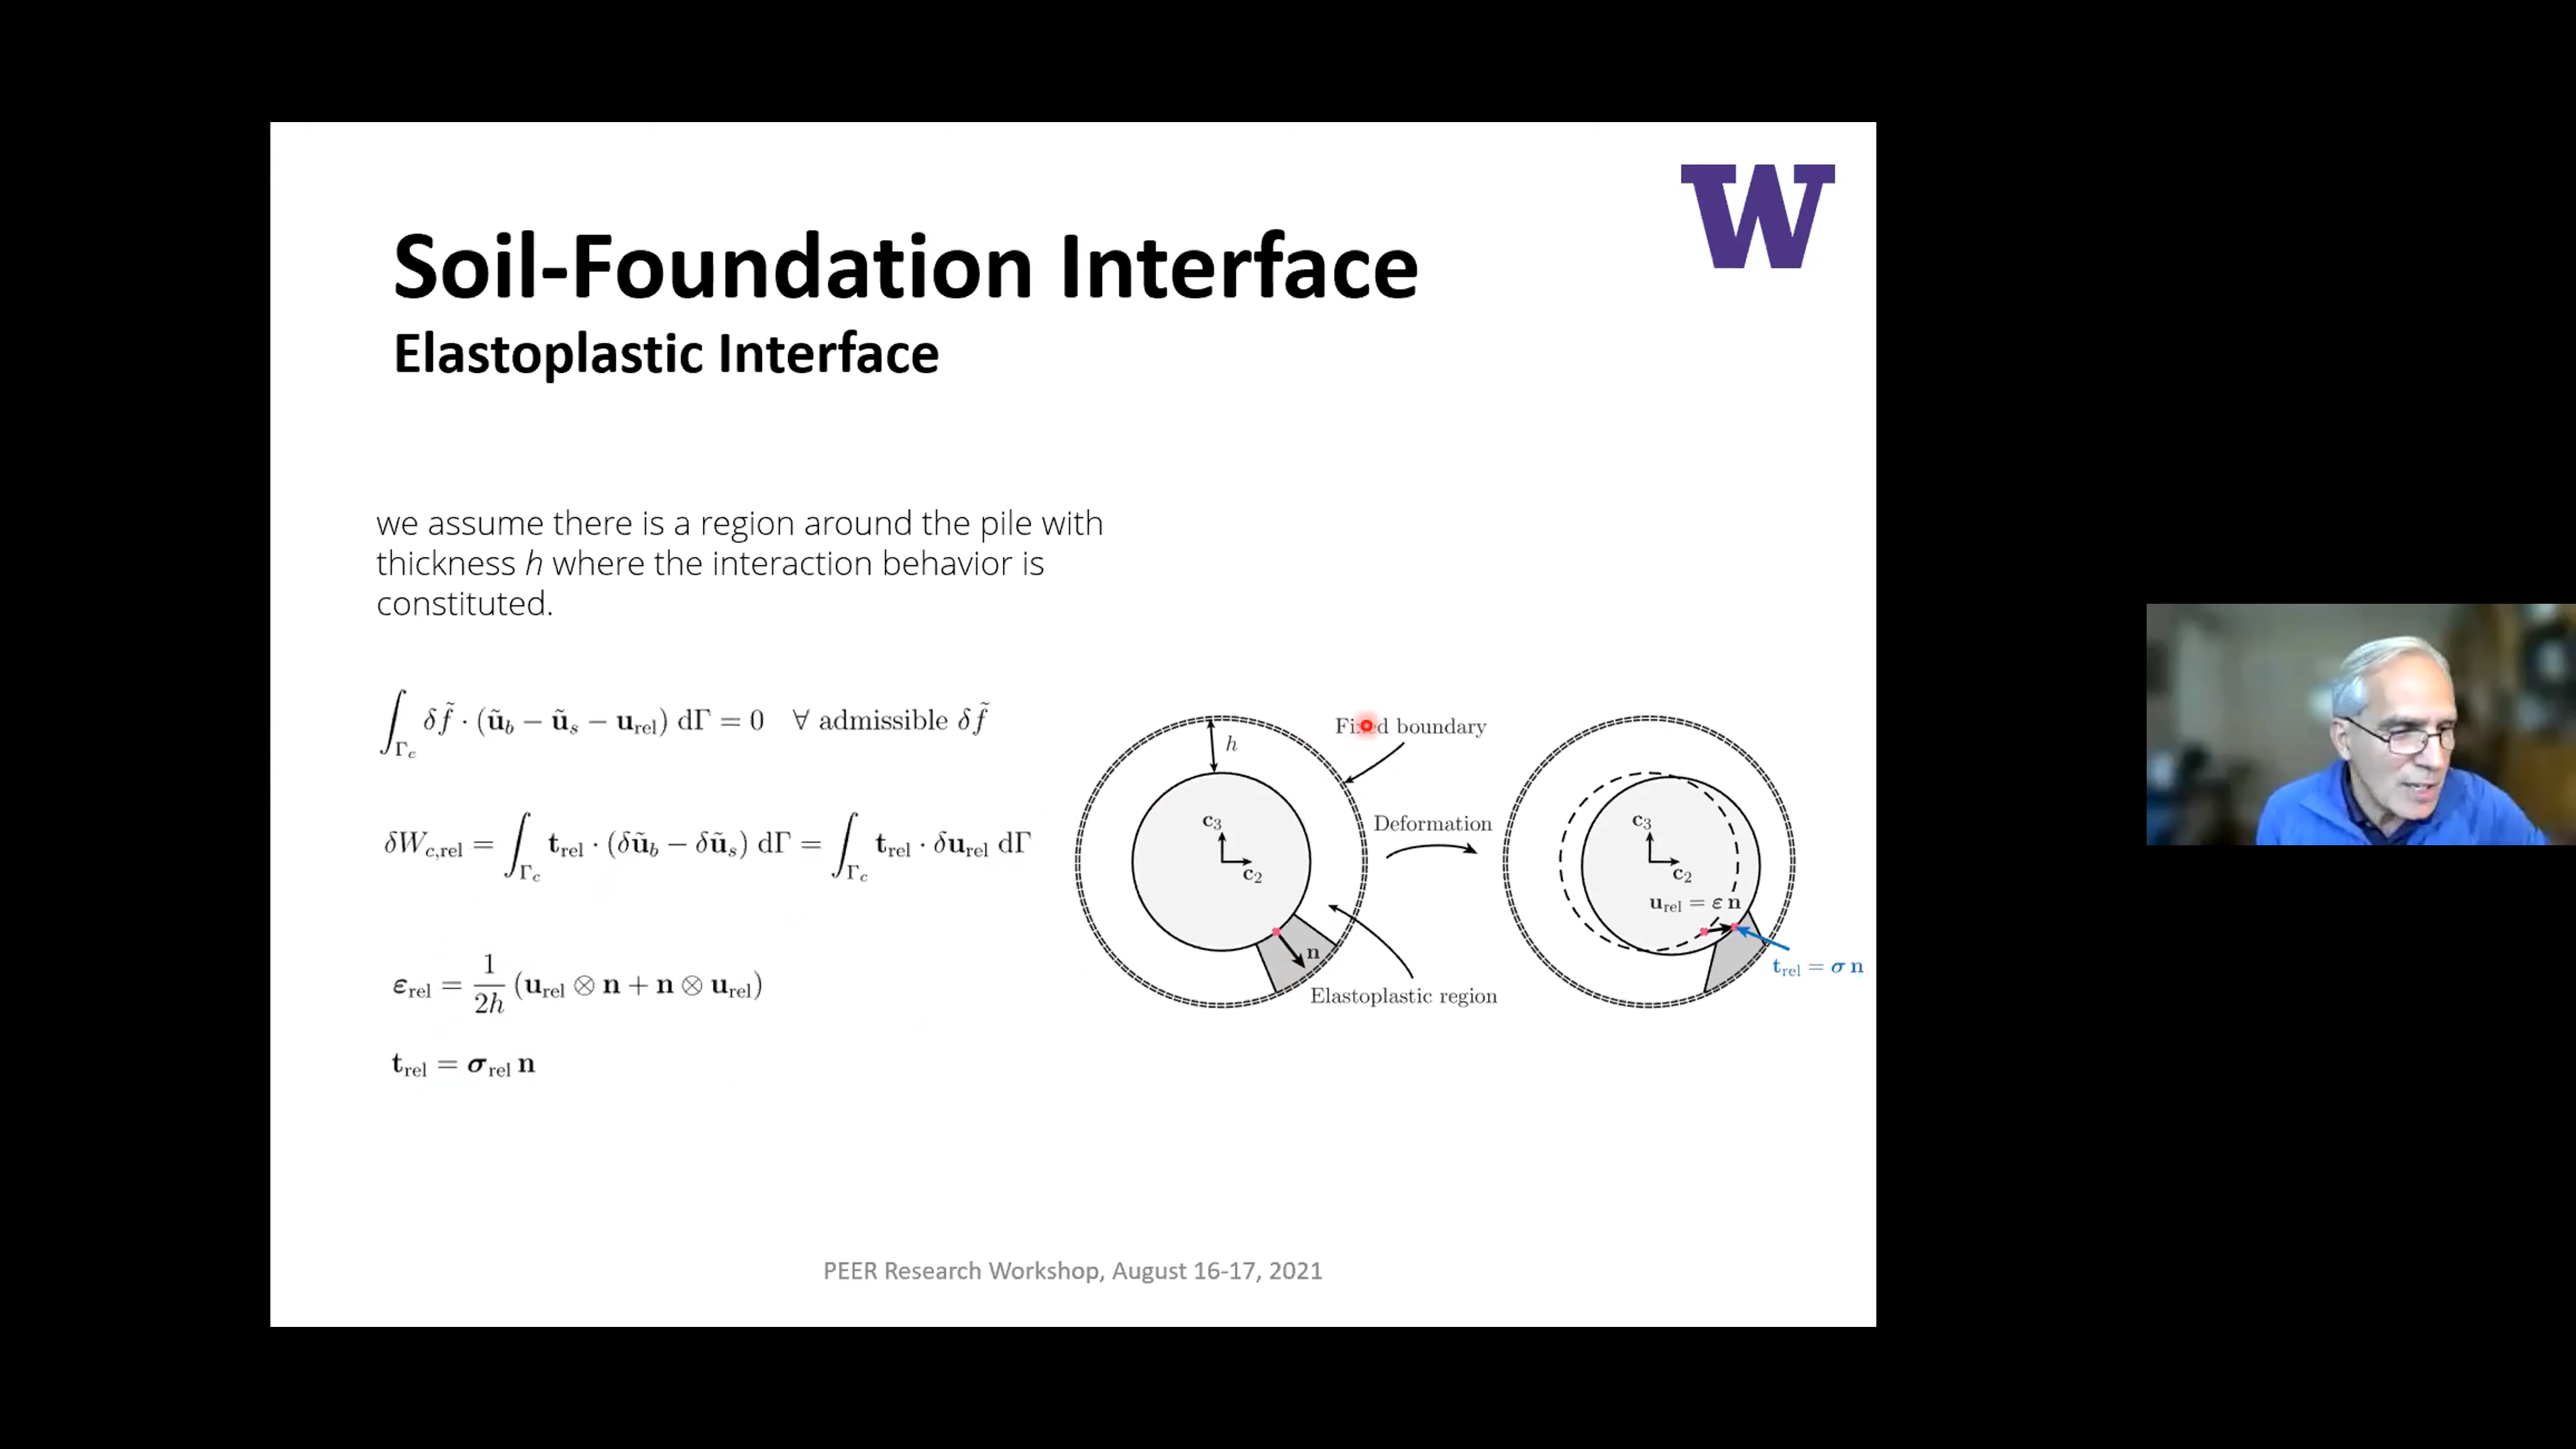 W
Soil-Foundation Interface
Elastoplastic Interface
we assume there is a region around the pile with
thickness h where the interaction behavior is
constituted.
∫_Γc δf̃ · (ũ_b − ũ_s − u_rel) dΓ = 0 ∀ admissible δf̃
δW_c,rel = ∫_Γc t_rel · (δũ_b − δũ_s) dΓ = ∫_Γc t_rel · δu_rel dΓ
ε_rel = 1/2h (u_rel ⊗ n + n ⊗ u_rel)
t_rel = σ_rel n
h
Fixed boundary
c₃
c₂
n
Deformation
Elastoplastic region
c₃
c₂
u_rel = ε n
t_rel = σ n
PEER Research Workshop, August 16-17, 2021